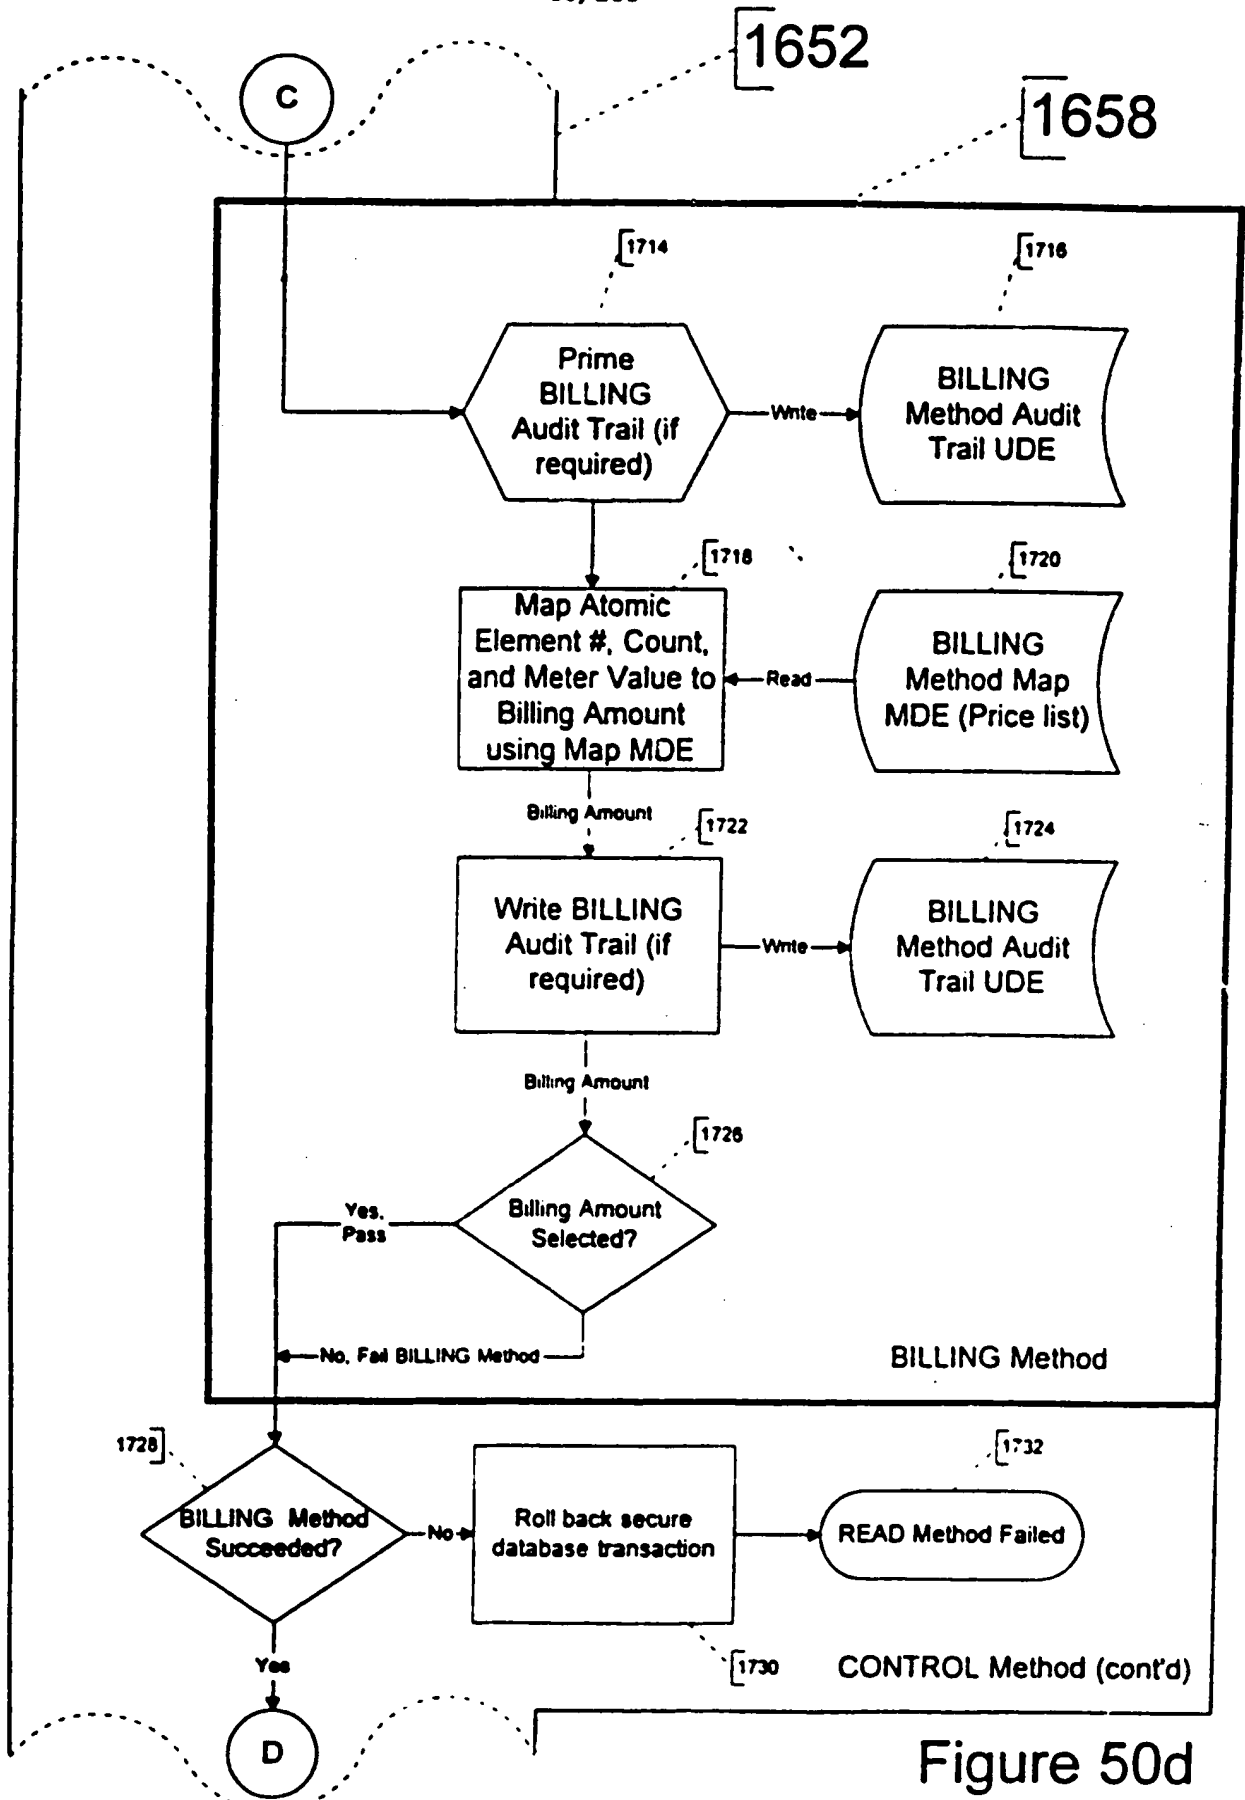 1652
C
1658
1714
1716
Prime
BILLING
Audit Trail (if
required)
Write
BILLING
Method Audit
Trail UDE
1718
1720
Map Atomic
Element #, Count,
and Meter Value to
Billing Amount
using Map MDE
Read
BILLING
Method Map
MDE (Price list)
Billing Amount
1722
1724
Write BILLING
Audit Trail (if
required)
Write
BILLING
Method Audit
Trail UDE
Billing Amount
1726
Billing Amount
Selected?
Yes,
Pass
No, Fail BILLING Method
BILLING Method
1728
1732
BILLING Method
Succeeded?
No
Roll back secure
database transaction
READ Method Failed
Yes
1730
CONTROL Method (cont'd)
D
Figure 50d